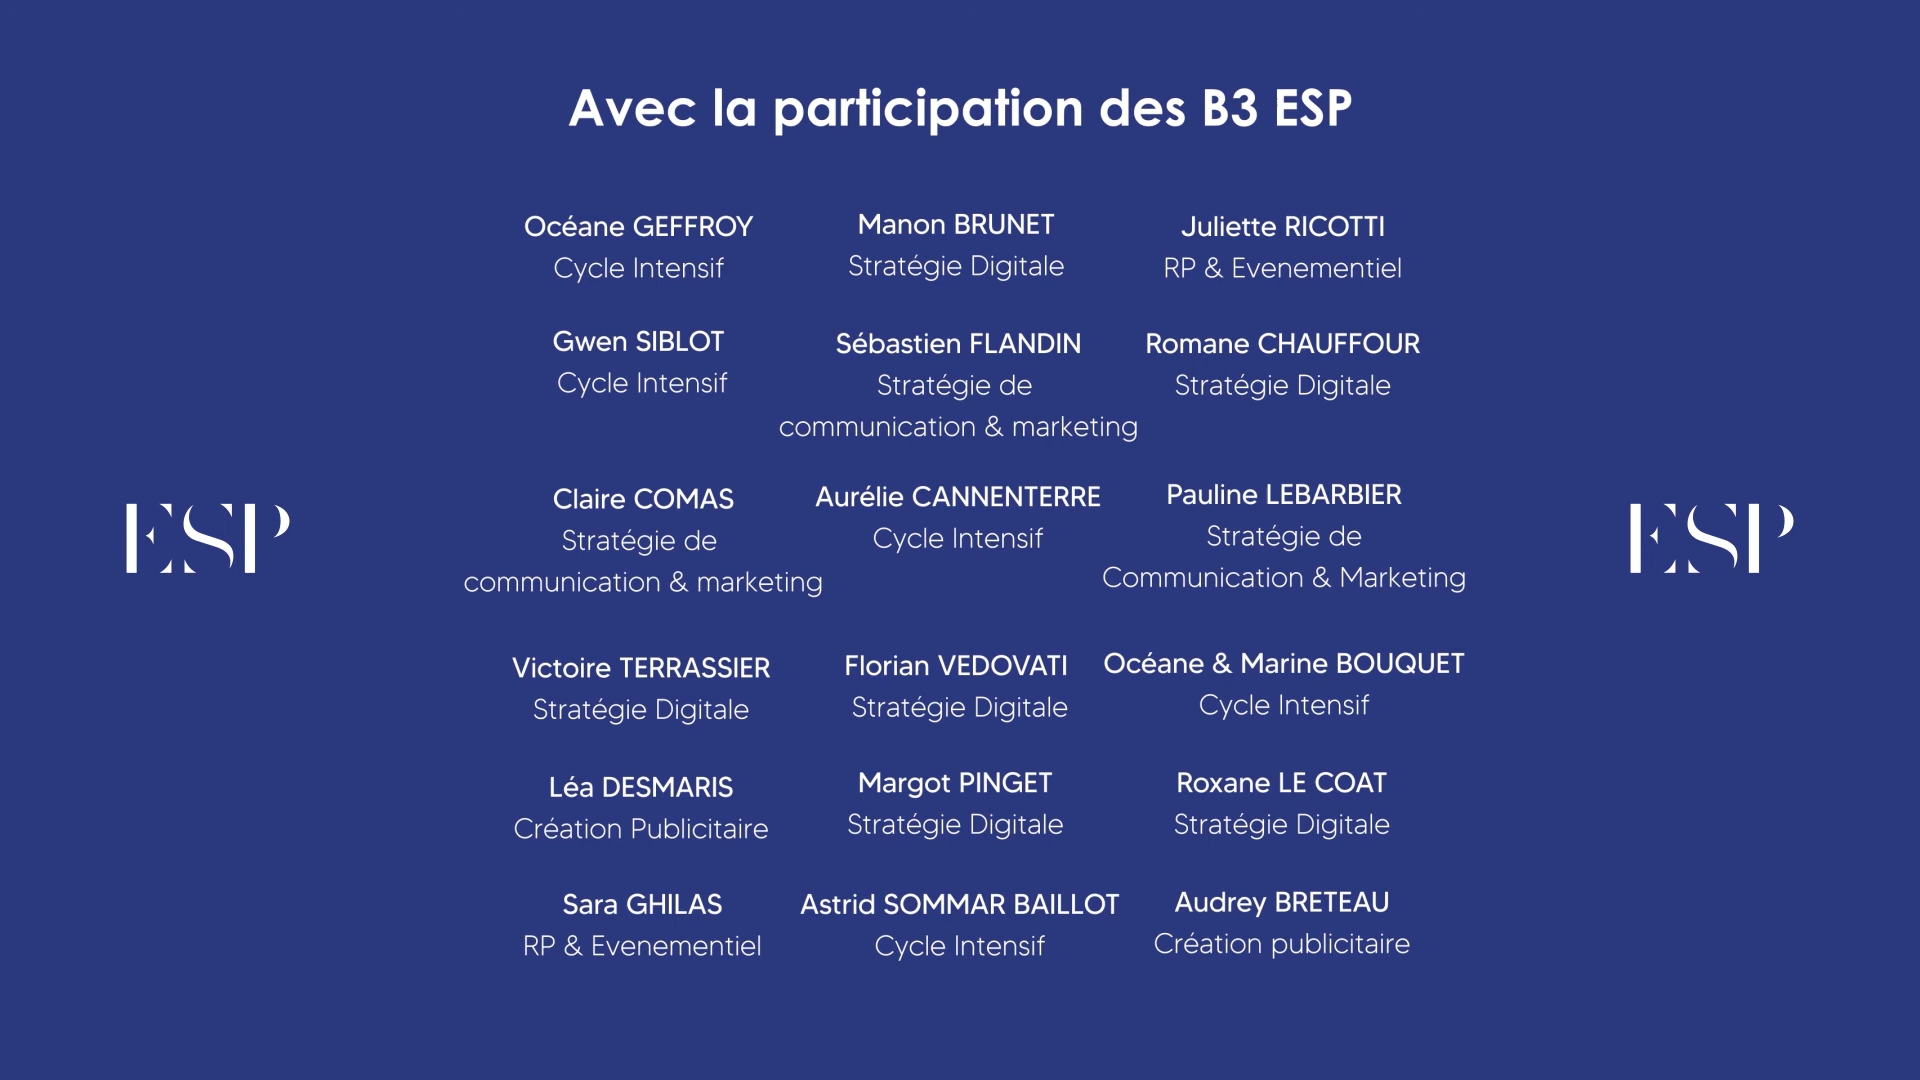 Avec la participation des B3 ESP
Océane GEFFROY
Cycle Intensif
Manon BRUNET
Stratégie Digitale
Juliette RICOTTI
RP & Evenementiel
Gwen SIBLOT
Cycle Intensif
Sébastien FLANDIN
Stratégie de
communication & marketing
Romane CHAUFFOUR
Stratégie Digitale
ESP
Claire COMAS
Stratégie de
communication & marketing
Aurélie CANNENTERRE
Cycle Intensif
Pauline LEBARBIER
Stratégie de
Communication & Marketing
ESP
Victoire TERRASSIER
Stratégie Digitale
Florian VEDOVATI
Stratégie Digitale
Océane & Marine BOUQUET
Cycle Intensif
Léa DESMARIS
Création Publicitaire
Margot PINGET
Stratégie Digitale
Roxane LE COAT
Stratégie Digitale
Sara GHILAS
RP & Evenementiel
Astrid SOMMAR BAILLOT
Cycle Intensif
Audrey BRETEAU
Création publicitaire